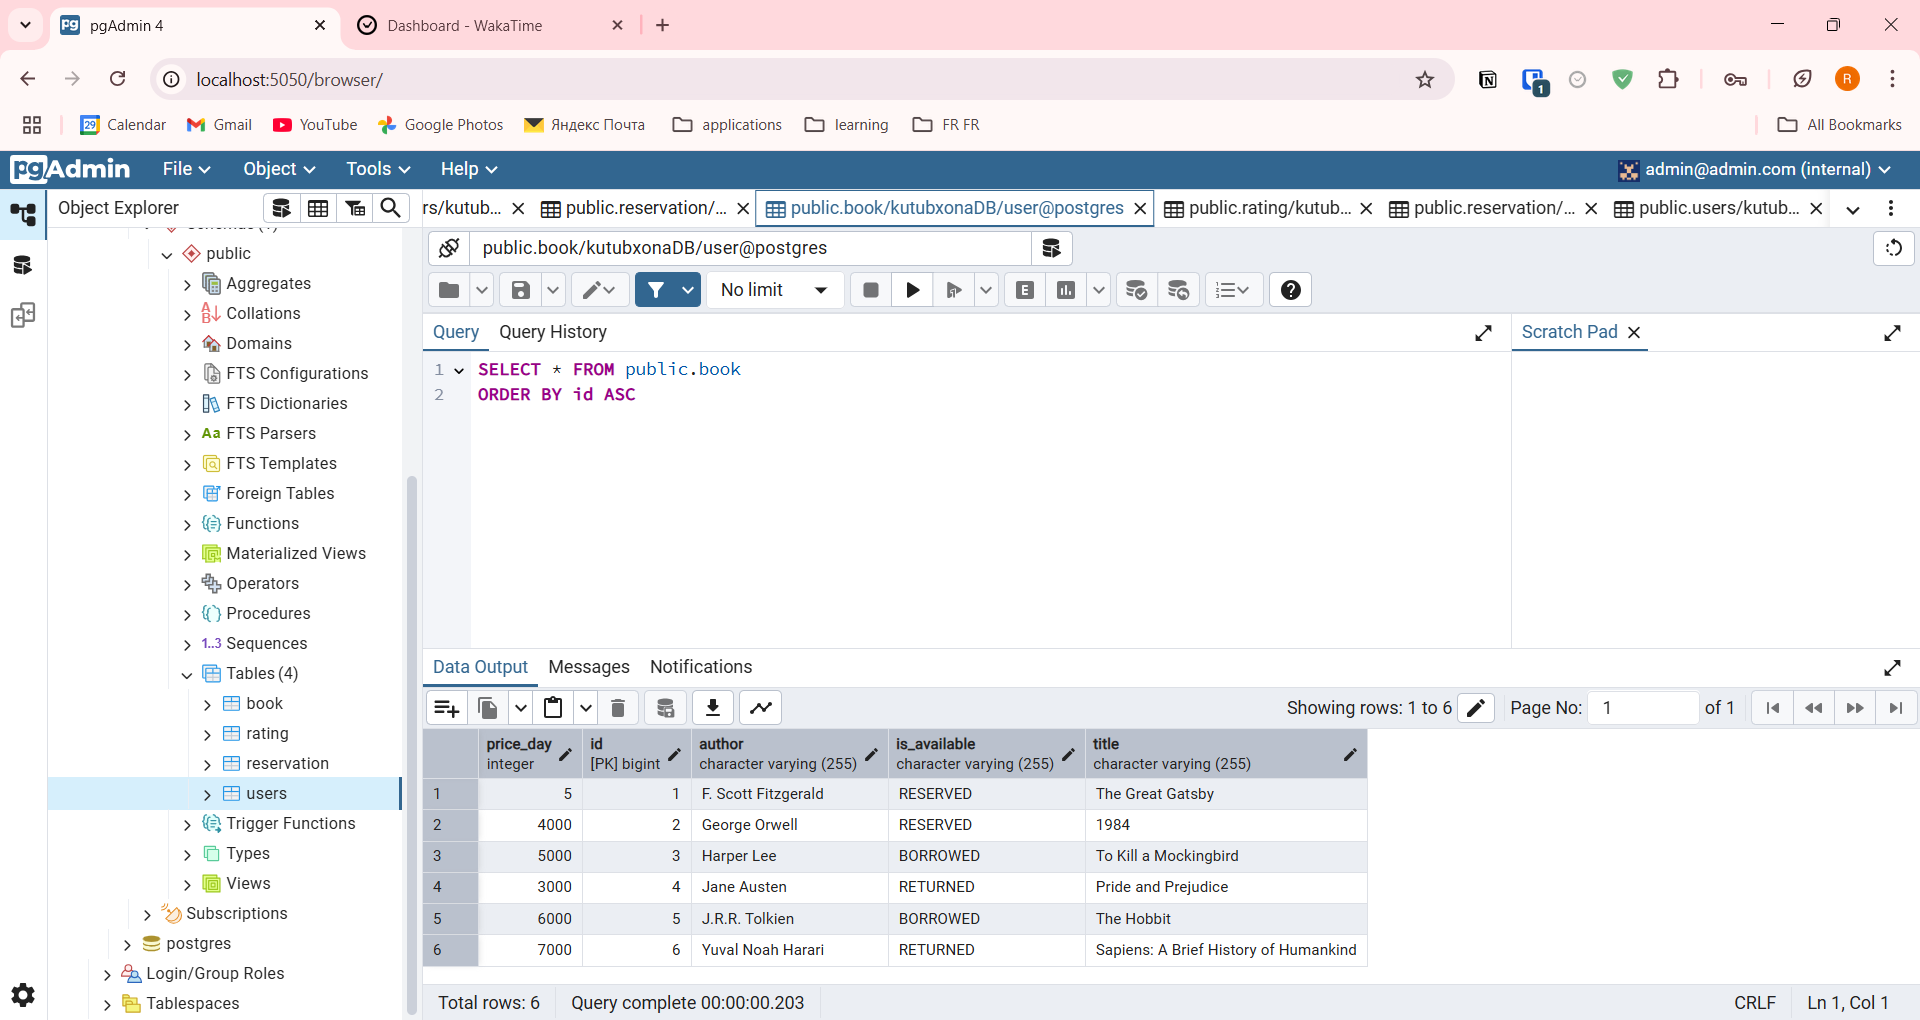 pgAdmin 4
Dashboard - WakaTime
localhost:5050/browser/
1
R
29 Calendar
Gmail
YouTube
Google Photos
Яндекс Почта
applications
learning
FR FR
All Bookmarks
pgAdmin
File
Object
Tools
Help
admin@admin.com (internal)
Object Explorer
rs/kutub...
public.reservation/...
public.book/kutubxonaDB/user@postgres
public.rating/kutub...
public.reservation/...
public.users/kutub...
public.book/kutubxonaDB/user@postgres
No limit
E
Query
Query History
Scratch Pad
1 SELECT * FROM public.book
2 ORDER BY id ASC
public
Aggregates
Collations
Domains
FTS Configurations
FTS Dictionaries
Aa FTS Parsers
FTS Templates
Foreign Tables
Functions
Materialized Views
Operators
Procedures
1..3 Sequences
Tables (4)
book
rating
reservation
users
Trigger Functions
Types
Views
Subscriptions
postgres
Login/Group Roles
Tablespaces
Data Output
Messages
Notifications
Showing rows: 1 to 6
Page No: 1 of 1
price_day id author is_available title
integer [PK] bigint character varying (255) character varying (255) character varying (255)
1 5 1 F. Scott Fitzgerald RESERVED The Great Gatsby
2 4000 2 George Orwell RESERVED 1984
3 5000 3 Harper Lee BORROWED To Kill a Mockingbird
4 3000 4 Jane Austen RETURNED Pride and Prejudice
5 6000 5 J.R.R. Tolkien BORROWED The Hobbit
6 7000 6 Yuval Noah Harari RETURNED Sapiens: A Brief History of Humankind
Total rows: 6
Query complete 00:00:00.203
CRLF
Ln 1, Col 1